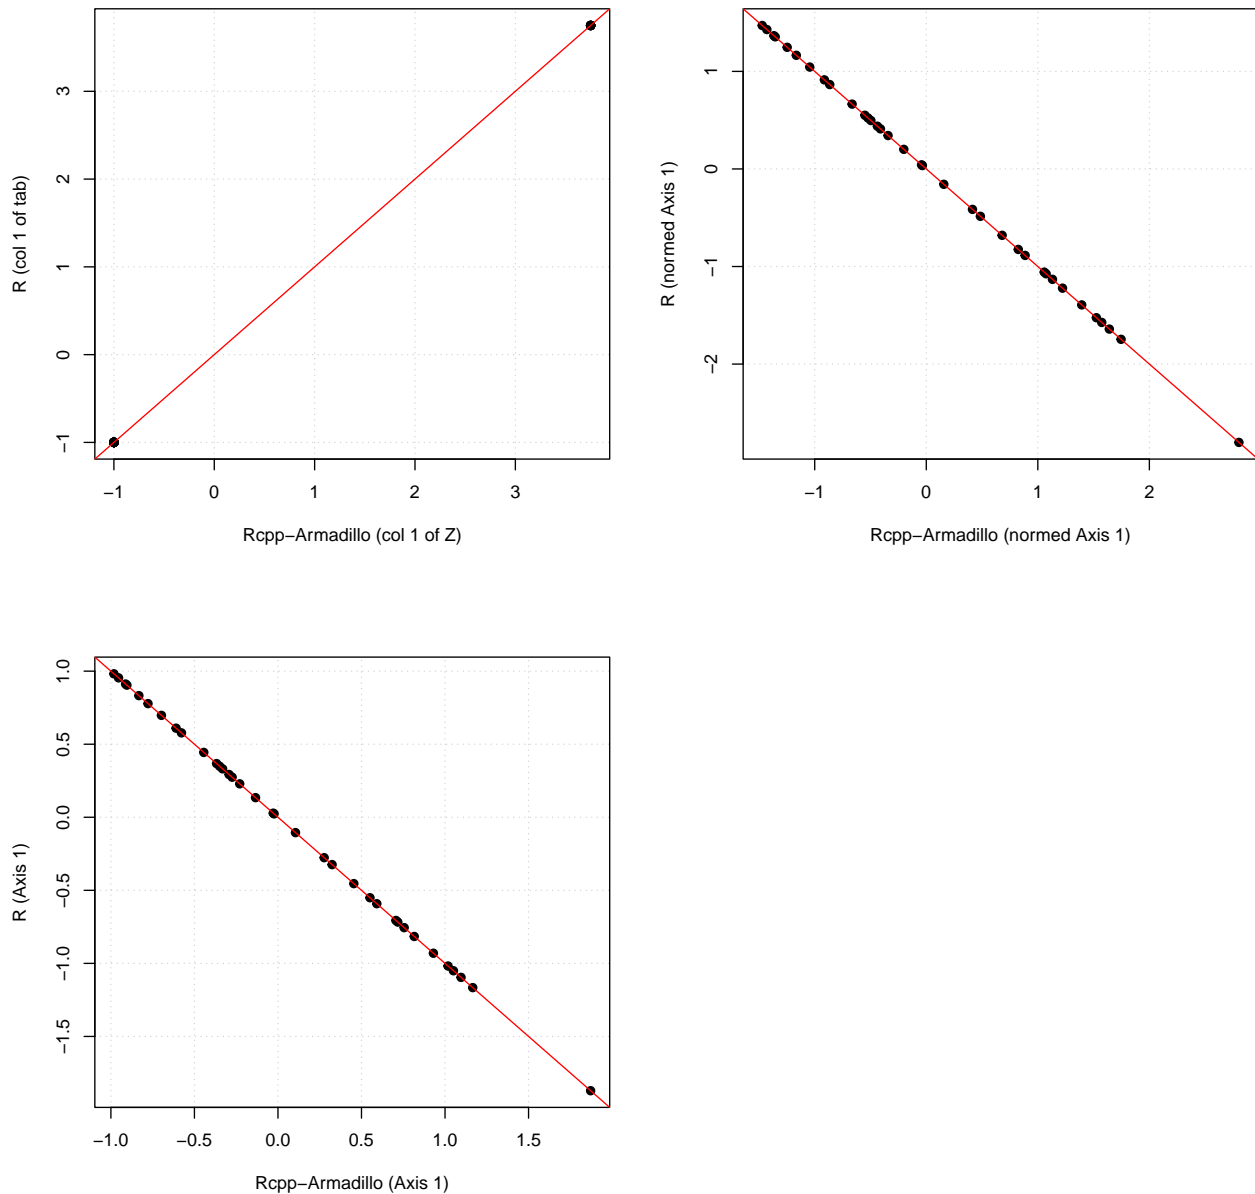 3
2
1
0
−1
R (col 1 of tab)
−1 0 1 2 3
Rcpp−Armadillo (col 1 of Z)
1
0
−1
−2
R (normed Axis 1)
−1 0 1 2
Rcpp−Armadillo (normed Axis 1)
1.0
0.5
0.0
−0.5
−1.0
−1.5
R (Axis 1)
−1.0 −0.5 0.0 0.5 1.0 1.5
Rcpp−Armadillo (Axis 1)